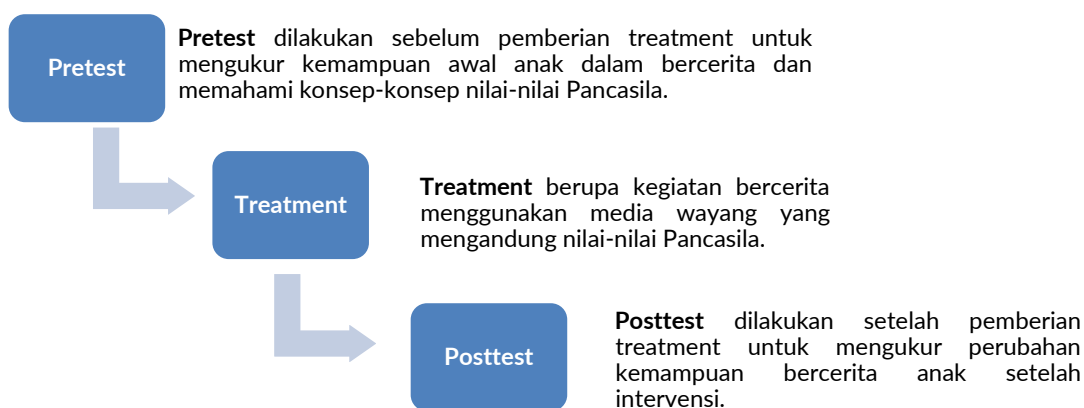 Pretest
Pretest dilakukan sebelum pemberian treatment untuk
mengukur kemampuan awal anak dalam bercerita dan
memahami konsep-konsep nilai-nilai Pancasila.
Treatment
Treatment berupa kegiatan bercerita
menggunakan media wayang yang
mengandung nilai-nilai Pancasila.
Posttest
Posttest dilakukan setelah pemberian
treatment untuk mengukur perubahan
kemampuan bercerita anak setelah
intervensi.